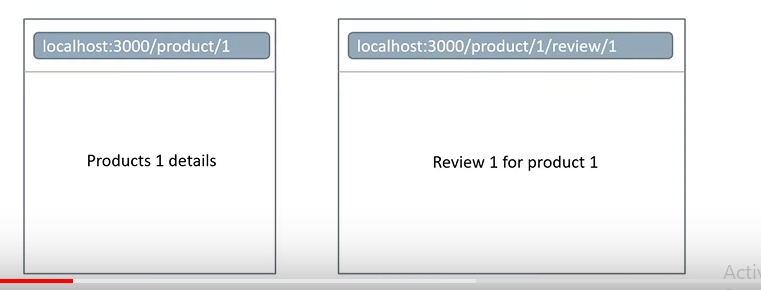 localhost:3000/product/1
localhost:3000/product/1/review/1
Products 1 details
Review 1 for product 1